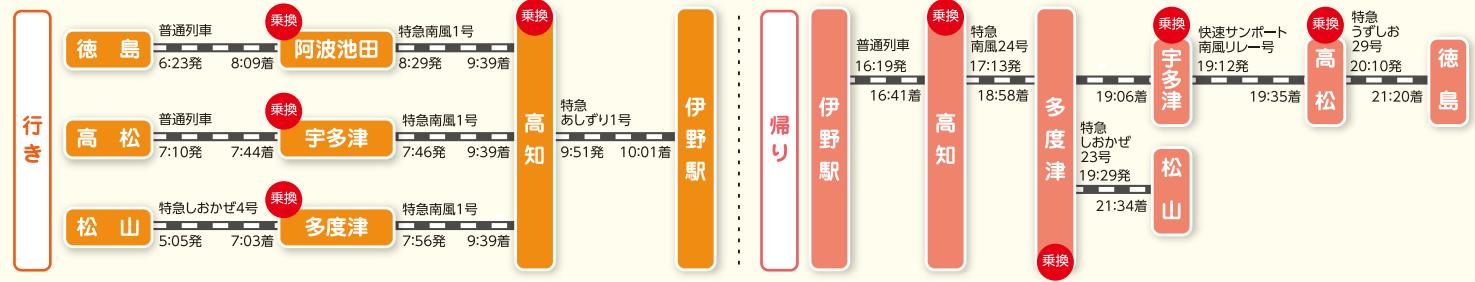 行き
徳島
普通列車
6:23発 8:09着
乗換
阿波池田
特急南風1号
8:29発 9:39着
高松
普通列車
7:10発 7:44着
乗換
宇多津
特急南風1号
7:46発 9:39着
松山
特急しおかぜ4号
5:05発 7:03着
乗換
多度津
特急南風1号
7:56発 9:39着
乗換
高知
特急
あしずり1号
9:51発 10:01着
伊野駅
帰り
伊野駅
普通列車
16:19発
16:41着
乗換
高知
特急
南風24号
17:13発
18:58着
多度津
乗換
19:06着
乗換
宇多津
快速サンポート
南風リレー号
19:12発
19:35着
乗換
高松
特急
うずしお
29号
20:10発
21:20着
徳島
特急
しおかぜ
23号
19:29発
21:34着
松山